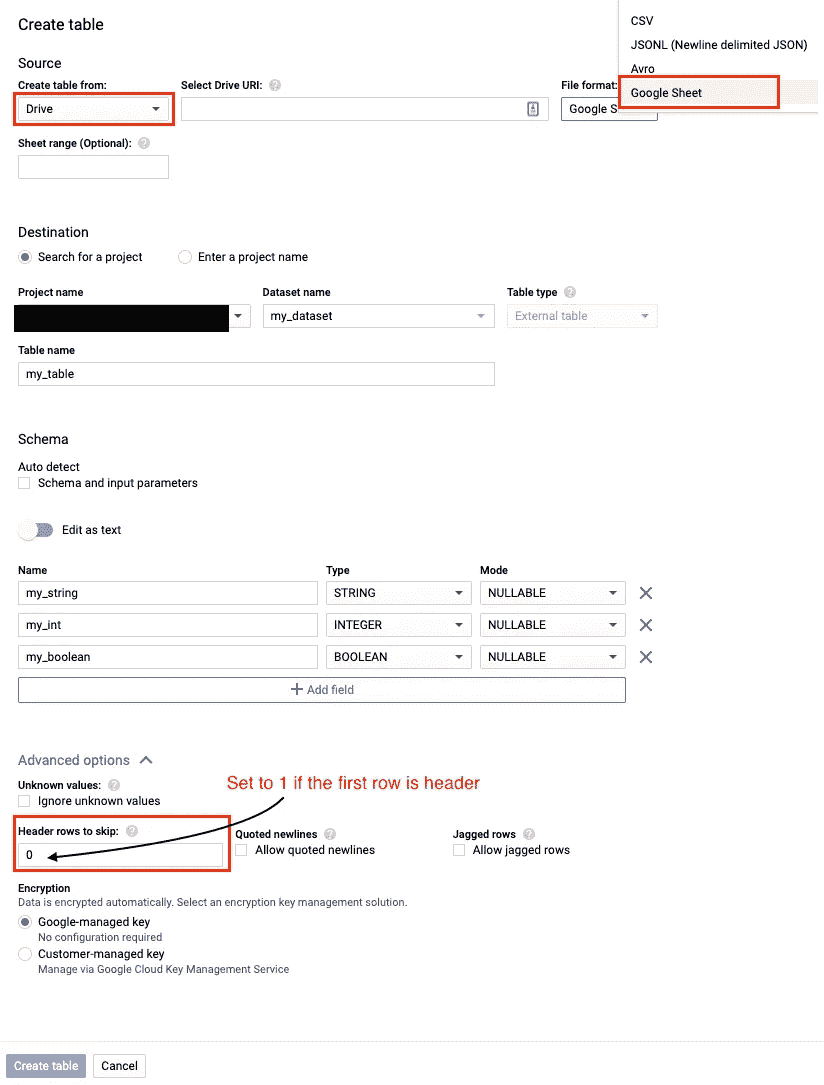 Create table
CSV
JSONL (Newline delimited JSON)
Avro
Google Sheet
Source
Create table from:
Select Drive URI:
File format:
Drive
Google S
Sheet range (Optional):
Destination
Search for a project
Enter a project name
Project name
Dataset name
Table type
my_dataset
External table
Table name
my_table
Schema
Auto detect
Schema and input parameters
Edit as text
Name Type Mode
my_string STRING NULLABLE
my_int INTEGER NULLABLE
my_boolean BOOLEAN NULLABLE
Add field
Advanced options
Set to 1 if the first row is header
Unknown values:
Ignore unknown values
Header rows to skip:
Quoted newlines
Jagged rows
0
Allow quoted newlines
Allow jagged rows
Encryption
Data is encrypted automatically. Select an encryption key management solution.
Google-managed key
No configuration required
Customer-managed key
Manage via Google Cloud Key Management Service
Create table
Cancel